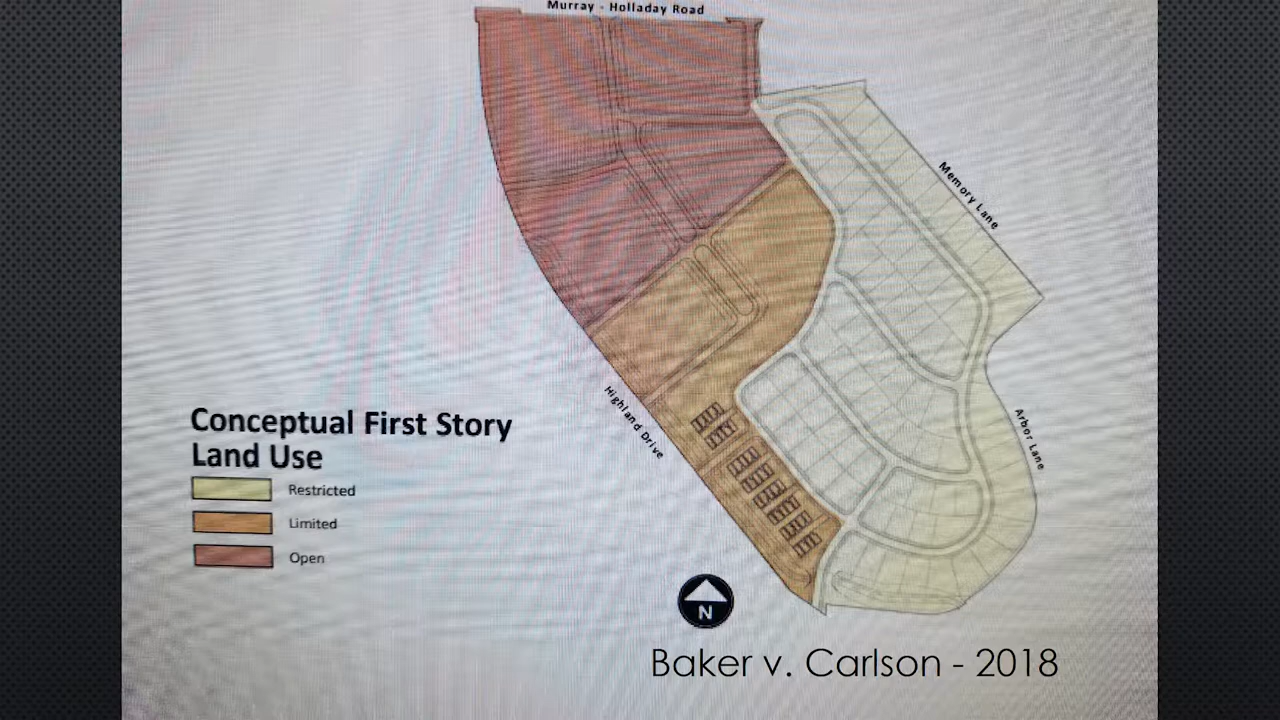 Murray - Holladay Road
Memory Lane
Highland Drive
Arbor Lane
Conceptual First Story
Land Use
Restricted
Limited
Open
N
Baker v. Carlson - 2018